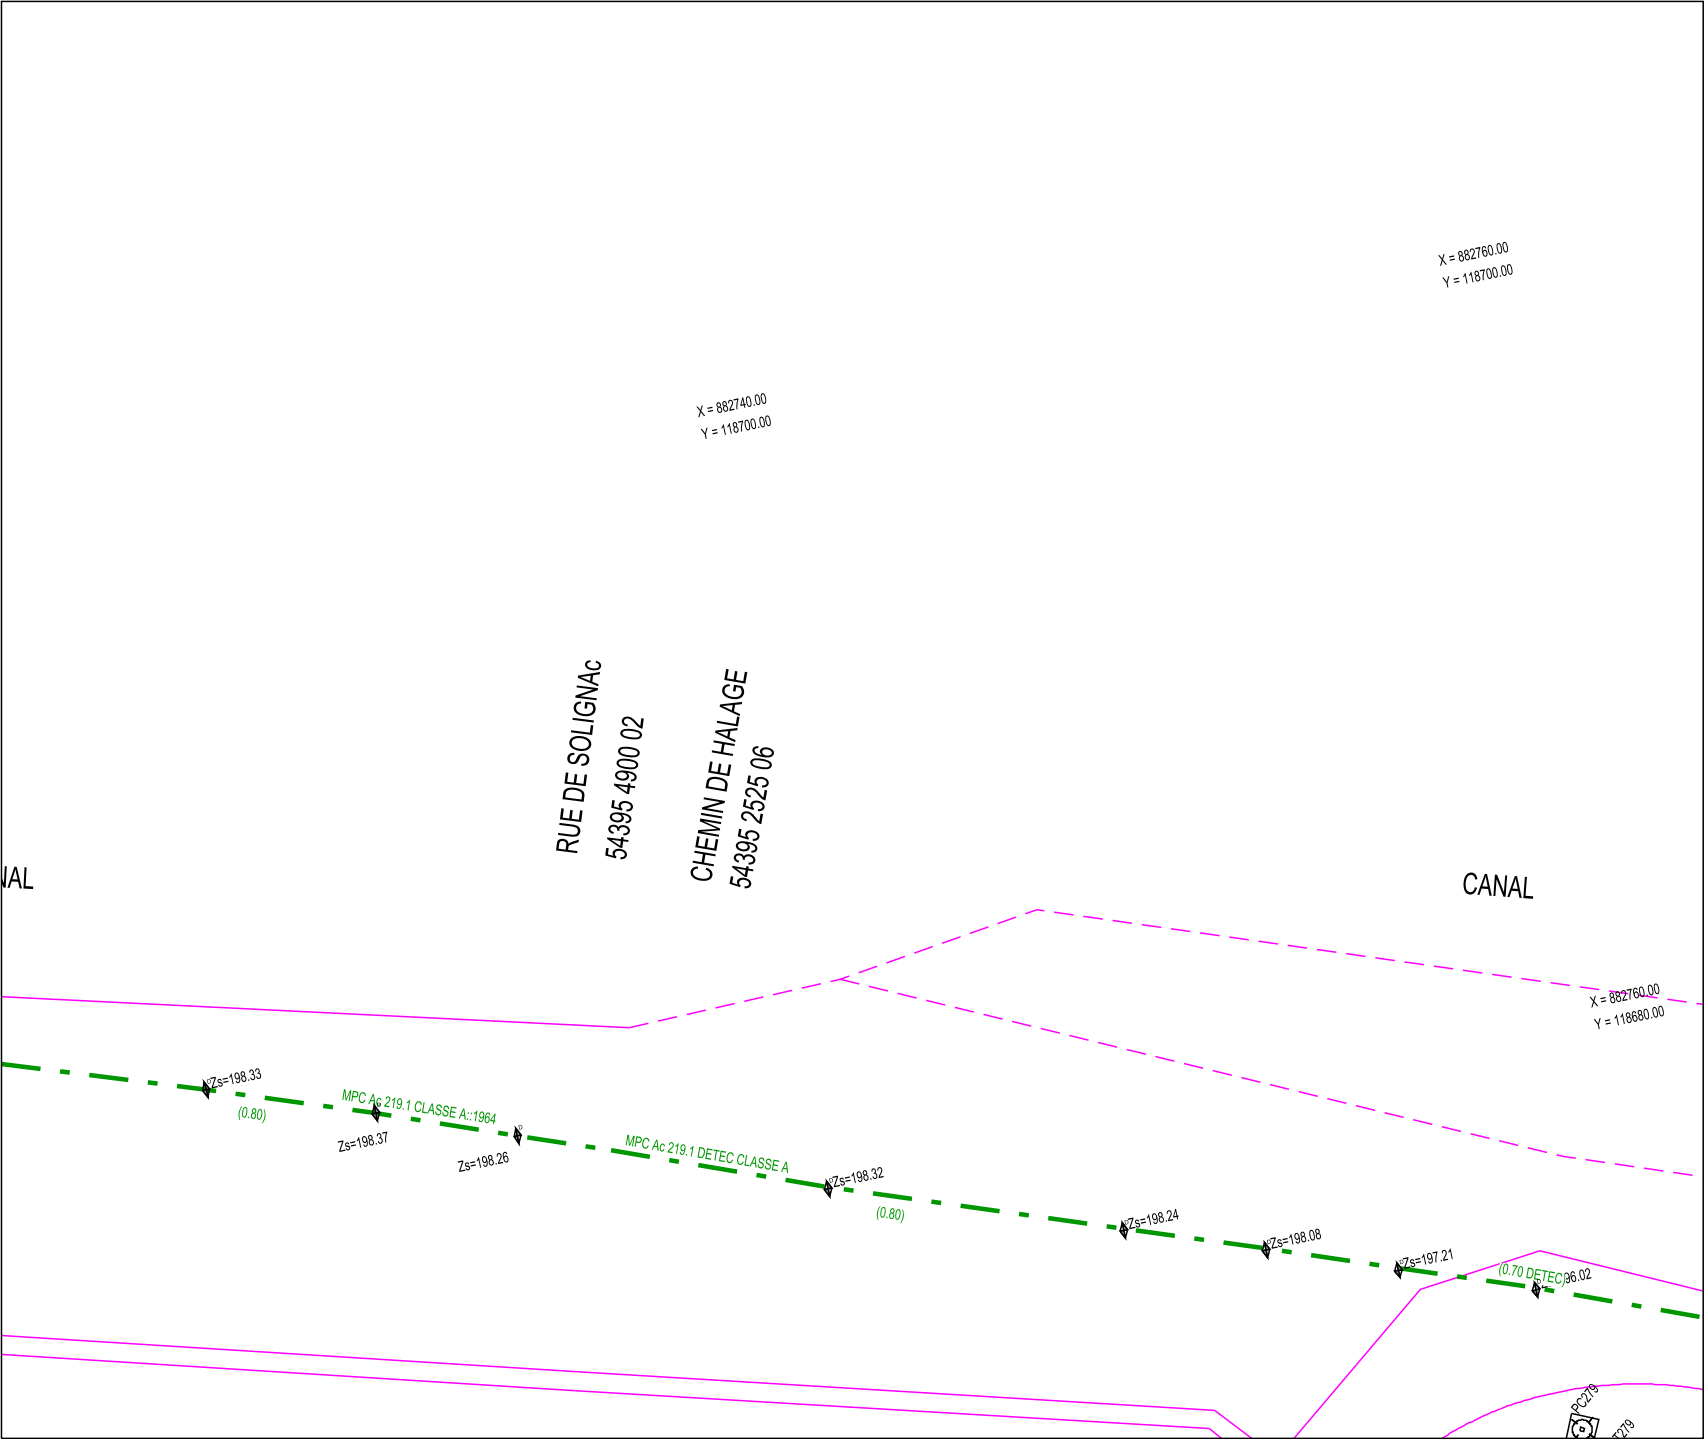 X = 882760.00
Y = 118700.00
X = 882740.00
Y = 118700.00
RUE DE SOLIGNAc
54395 4900 02
CHEMIN DE HALAGE
54395 2525 06
NAL
CANAL
X = 882760.00
Y = 118680.00
Zs=198.33
(0.80)
MPC Ac 219.1 CLASSE A::1964
Zs=198.37
Zs=198.26
MPC Ac 219.1 DETEC CLASSE A
Zs=198.32
(0.80)
Zs=198.24
Zs=198.08
Zs=197.21
(0.70 DETEC)
96.02
PC279
T279